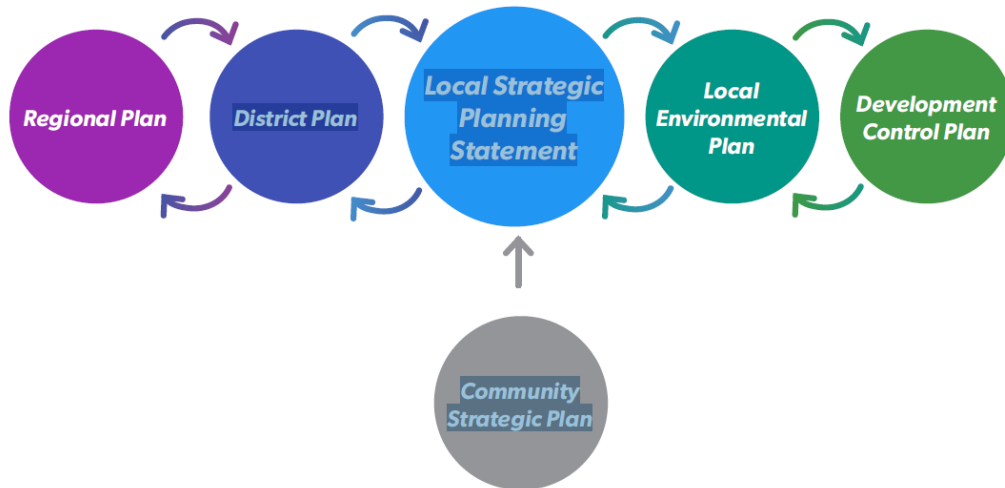 Regional Plan
District Plan
Local Strategic
Planning
Statement
Local
Environmental
Plan
Development
Control Plan
Community
Strategic Plan